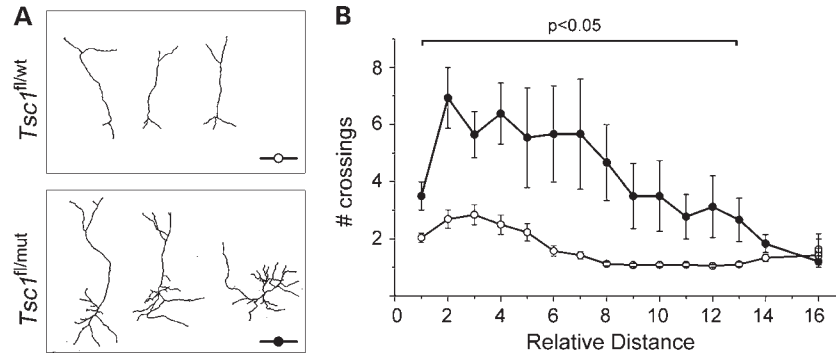 A
B
Tsc1fl/wt
Tsc1fl/mut
p<0.05
# crossings
8
6
4
2
0 2 4 6 8 10 12 14 16
Relative Distance